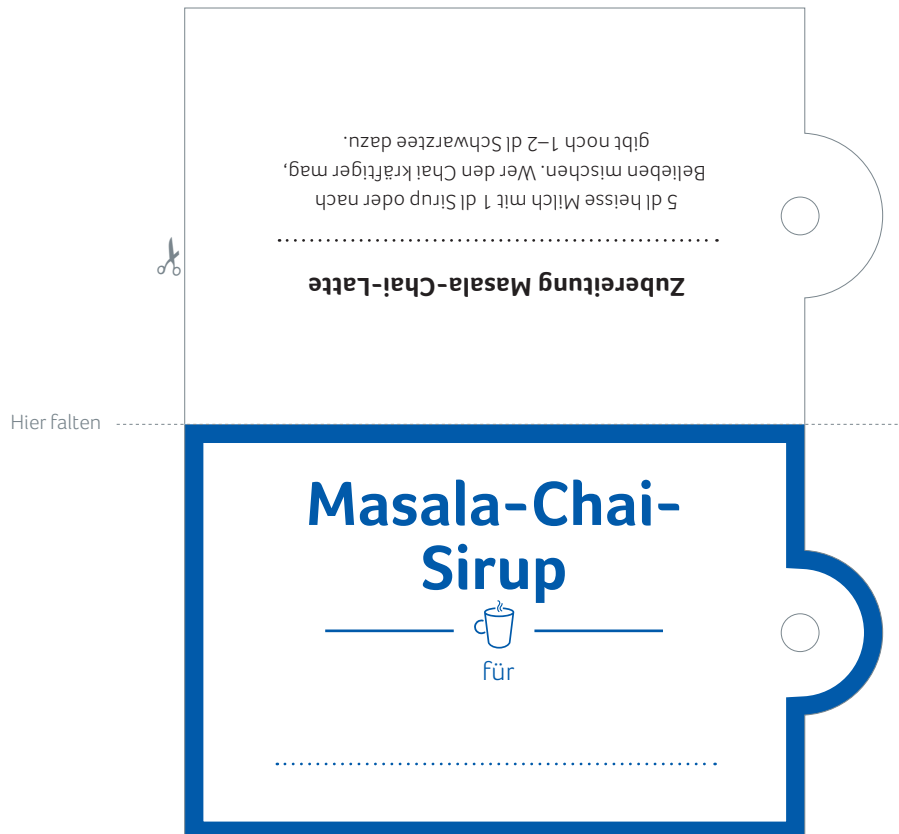 Zubereitung Masala-Chai-Latte
5 dl heisse Milch mit 1 dl Sirup oder nach
Belieben mischen. Wer den Chai kräftiger mag,
gibt noch 1–2 dl Schwarztee dazu.
Hier falten
Masala-Chai-
Sirup
für